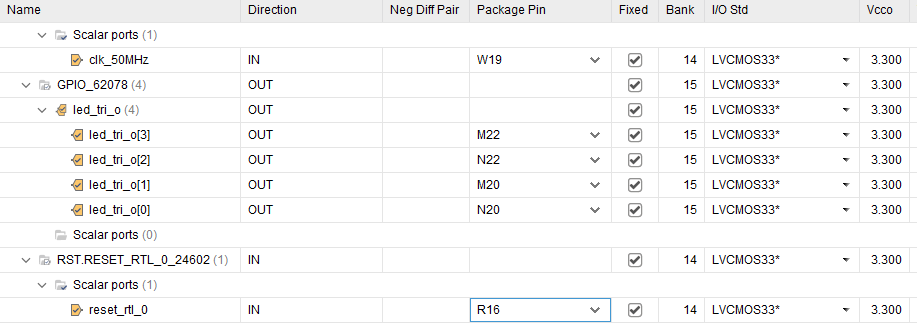 Name Direction Neg Diff Pair Package Pin Fixed Bank I/O Std Vcco
Scalar ports (1)
clk_50MHz IN W19 14 LVCMOS33* 3.300
GPIO_62078 (4) OUT 15 LVCMOS33* 3.300
led_tri_o (4) OUT 15 LVCMOS33* 3.300
led_tri_o[3] OUT M22 15 LVCMOS33* 3.300
led_tri_o[2] OUT N22 15 LVCMOS33* 3.300
led_tri_o[1] OUT M20 15 LVCMOS33* 3.300
led_tri_o[0] OUT N20 15 LVCMOS33* 3.300
Scalar ports (0)
RST.RESET_RTL_0_24602 (1) IN 14 LVCMOS33* 3.300
Scalar ports (1)
reset_rtl_0 IN R16 14 LVCMOS33* 3.300